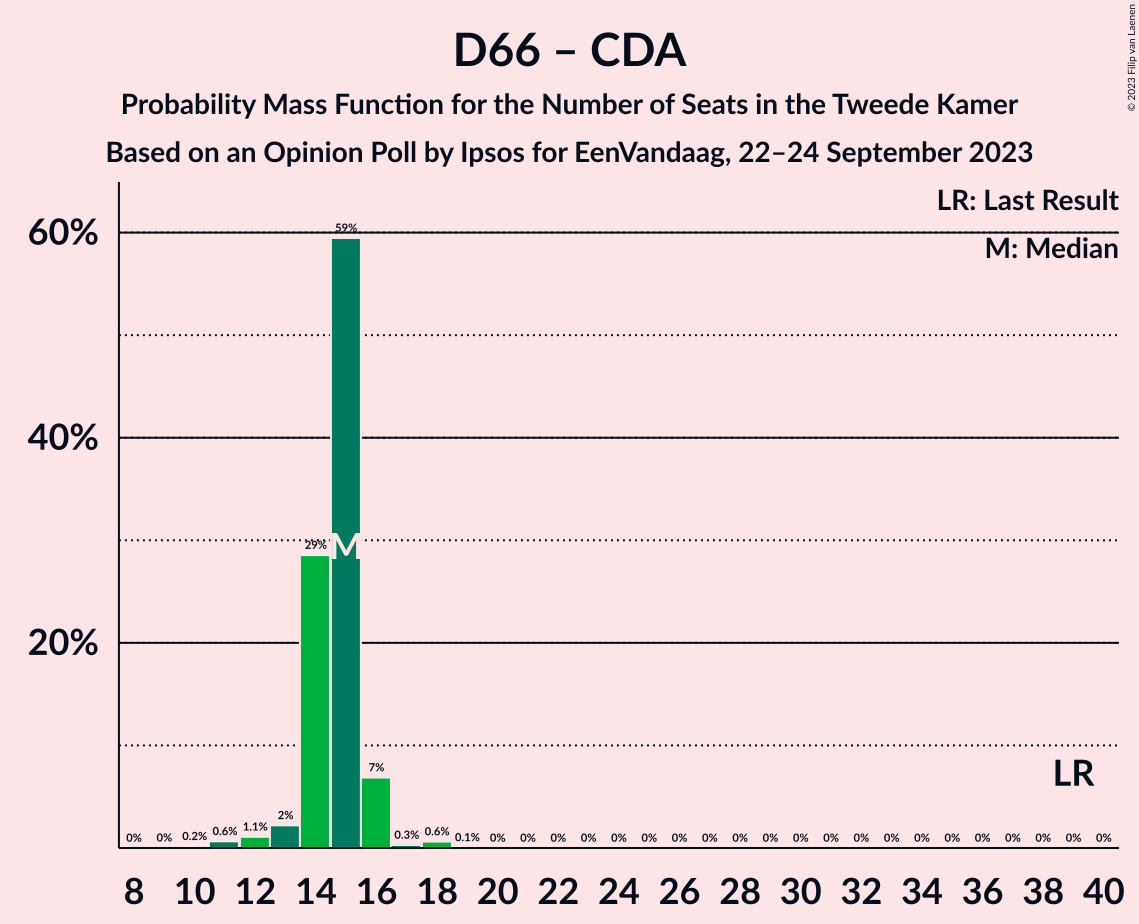 D66 – CDA
Probability Mass Function for the Number of Seats in the Tweede Kamer
Based on an Opinion Poll by Ipsos for EenVandaag, 22–24 September 2023
© 2023 Filip van Laenen
LR: Last Result
M: Median
60%
40%
20%
59%
29%
M
7%
2%
LR
0% 0% 0.2% 0.6% 1.1% 0.3% 0.6% 0.1% 0% 0% 0% 0% 0% 0% 0% 0% 0% 0% 0% 0% 0% 0% 0% 0% 0% 0% 0% 0% 0%
8 10 12 14 16 18 20 22 24 26 28 30 32 34 36 38 40